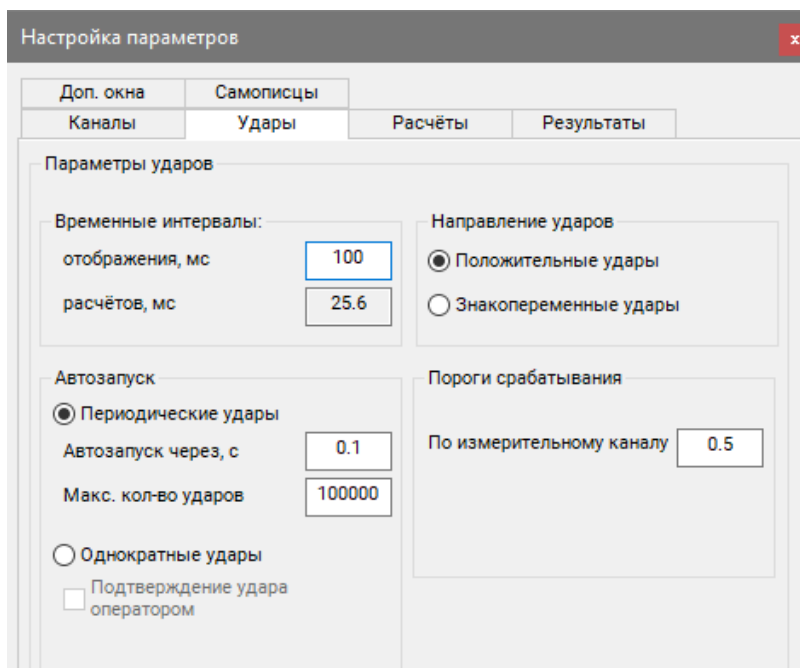 Настройка параметров
x
Доп. окна
Самописцы
Каналы
Удары
Расчёты
Результаты
Параметры ударов
Временные интервалы:
отображения, мс
100
расчётов, мс
25.6
Направление ударов
Положительные удары
Знакопеременные удары
Автозапуск
Периодические удары
Автозапуск через, с
0.1
Макс. кол-во ударов
100000
Однократные удары
Подтверждение удара
оператором
Пороги срабатывания
По измерительному каналу
0.5